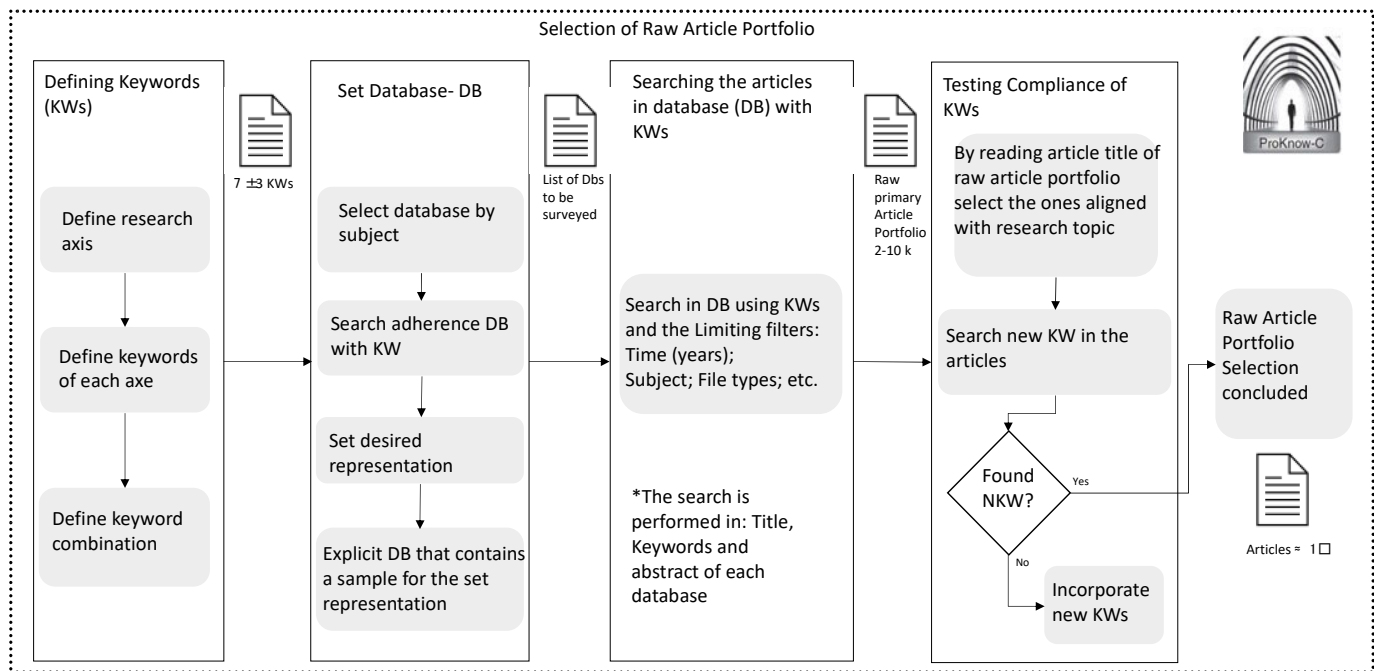 Selection of Raw Article Portfolio
Defining Keywords
(KWs)
Define research
axis
Define keywords
of each axe
Define keyword
combination
7 ±3 KWs
Set Database- DB
Select database by
subject
Search adherence DB
with KW
Set desired
representation
Explicit DB that contains
a sample for the set
representation
List of Dbs
to be
surveyed
Searching the articles
in database (DB) with
KWs
Search in DB using KWs
and the Limiting filters:
Time (years);
Subject; File types; etc.
*The search is
performed in: Title,
Keywords and
abstract of each
database
Raw
primary
Article
Portfolio
2-10 k
Testing Compliance of
KWs
By reading article title of
raw article portfolio
select the ones aligned
with research topic
Search new KW in the
articles
Found
NKW?
Yes
No
Incorporate
new KWs
ProKnow-C
Raw Article
Portfolio
Selection
concluded
Articles ≈ 1□